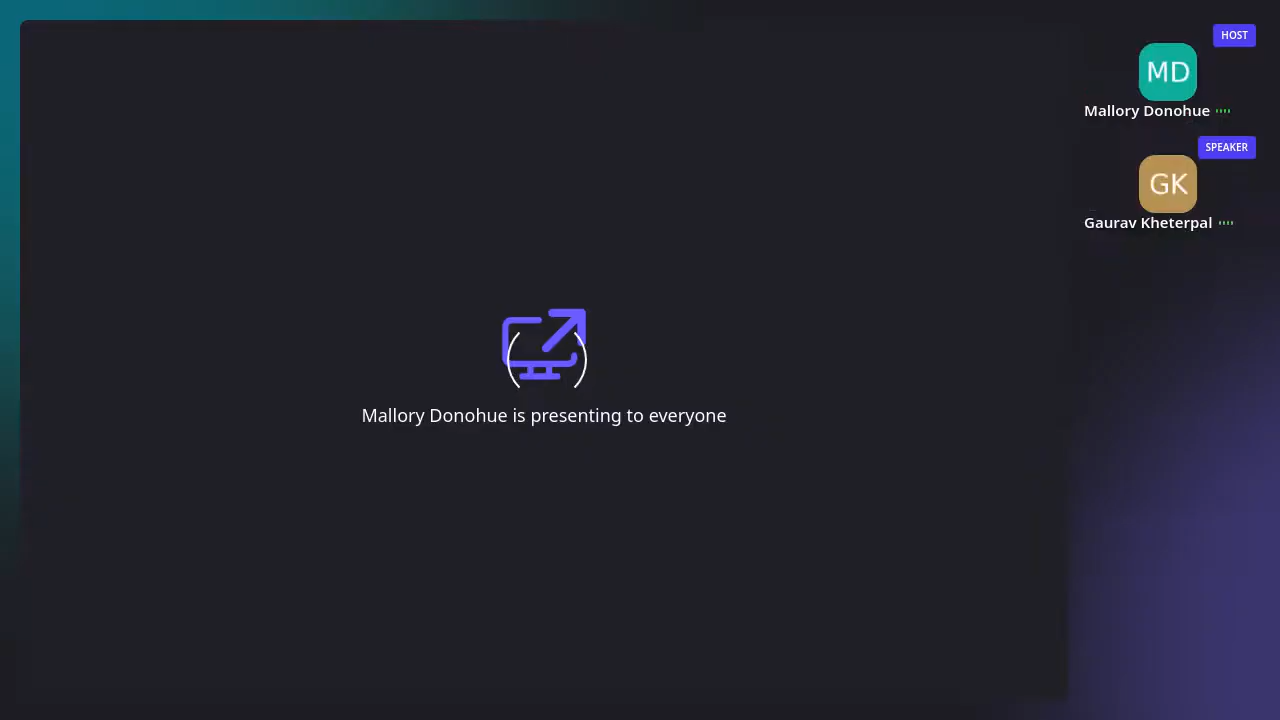 HOST
MD
Mallory Donohue
SPEAKER
GK
Gaurav Kheterpal
Mallory Donohue is presenting to everyone